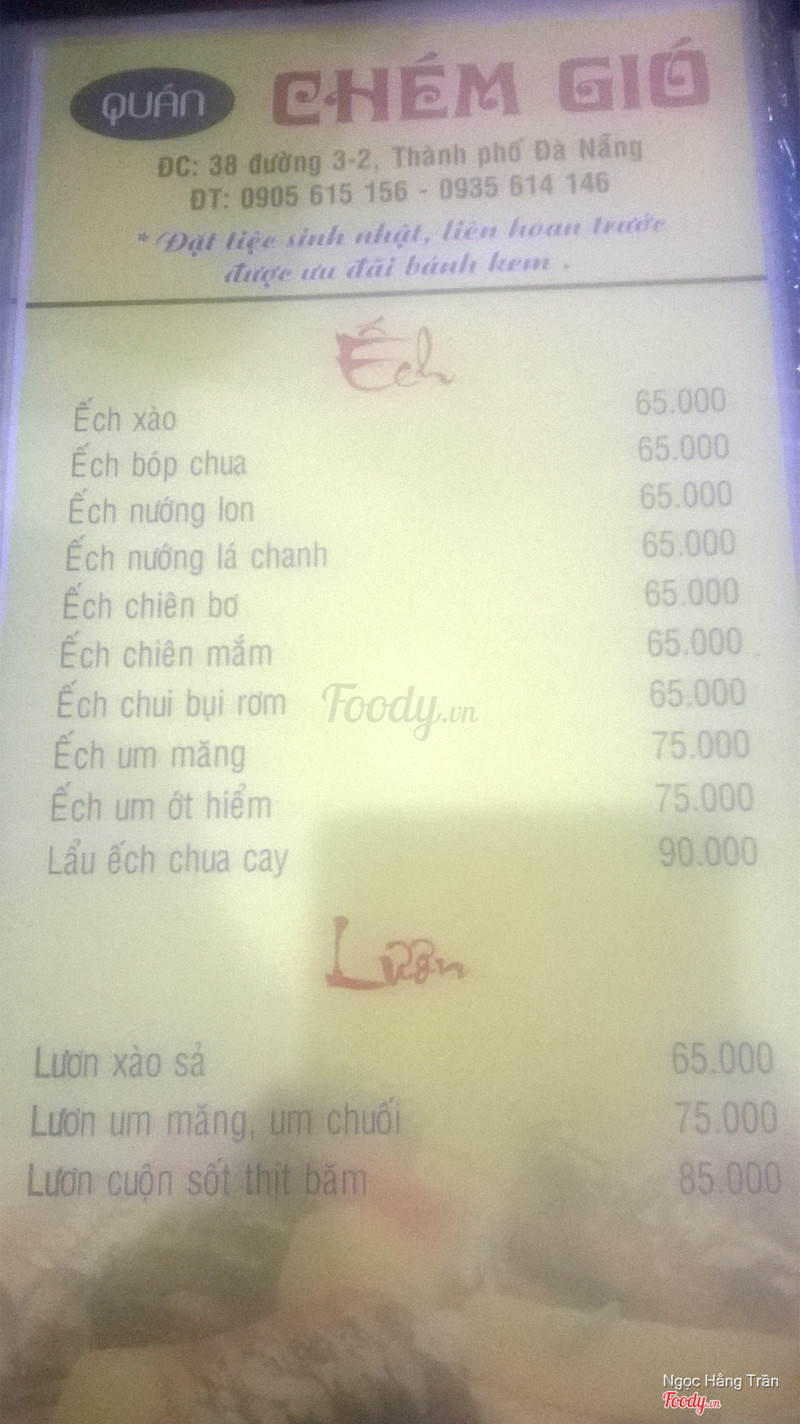 QUÁN CHÉM GIÓ
ĐC: 38 đường 3-2, Thành phố Đà Nẵng
ĐT: 0905 615 156 - 0935 614 146
* Đặt tiệc sinh nhật, liên hoan trước
được ưu đãi bánh kem .
Ếch
Ếch xào 65.000
Ếch bóp chua 65.000
Ếch nướng lon 65.000
Ếch nướng lá chanh 65.000
Ếch chiên bơ 65.000
Ếch chiên mắm 65.000
Ếch chui bụi rơm 65.000
Foody.vn
Ếch um măng 75.000
Ếch um ớt hiểm 75.000
Lẩu ếch chua cay 90.000
Lươn
Lươn xào sả 65.000
Lươn um măng, um chuối 75.000
Lươn cuộn sốt thịt băm 85.000
Ngọc Hằng Trần
Foody.vn